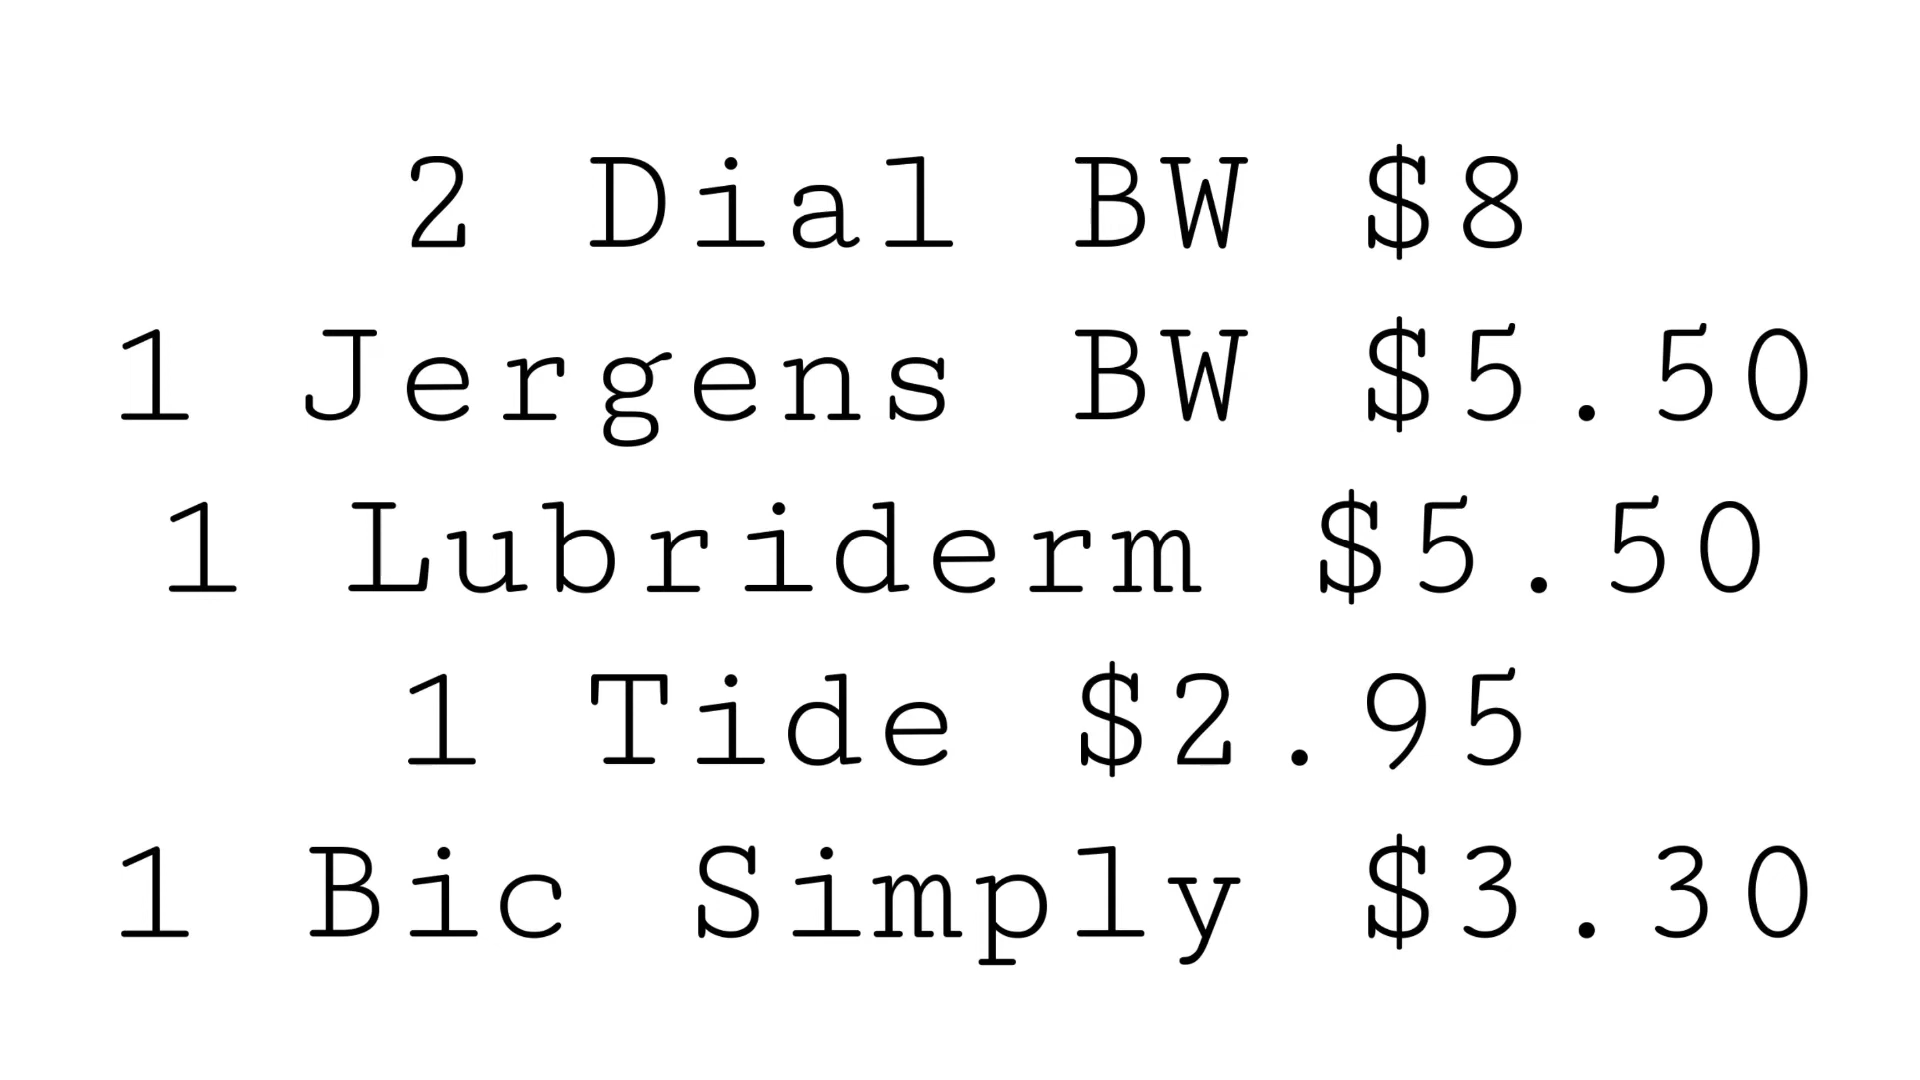 2 Dial BW $8
1 Jergens BW $5.50
1 Lubriderm $5.50
1 Tide $2.95
1 Bic Simply $3.30